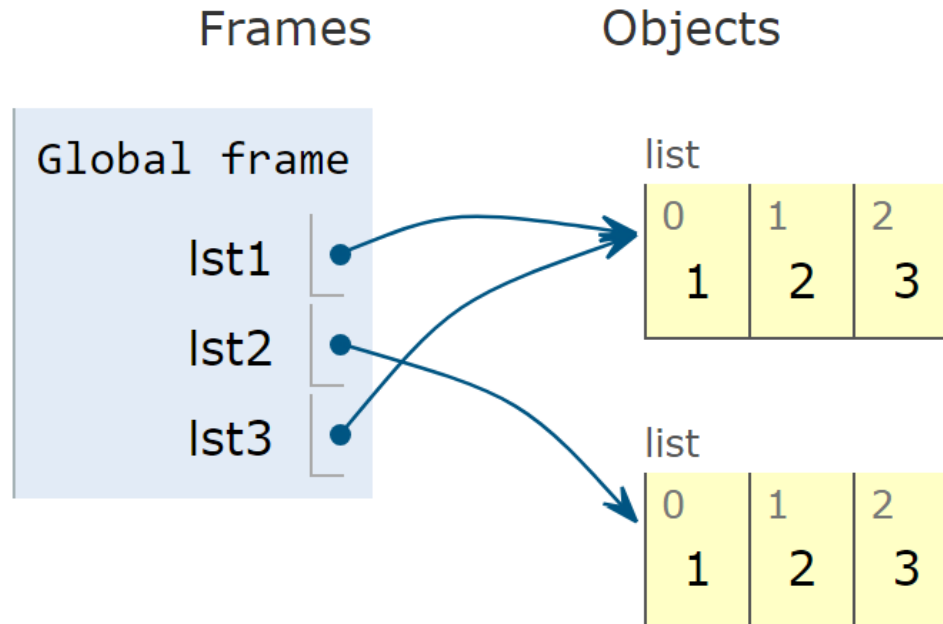 Frames Objects
Global frame
lst1
lst2
lst3
list
0 1 2
1 2 3
list
0 1 2
1 2 3